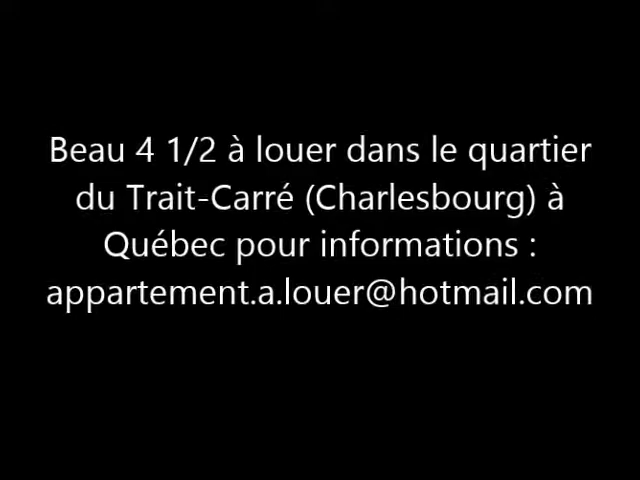 Beau 4 1/2 à louer dans le quartier
du Trait-Carré (Charlesbourg) à
Québec pour informations :
appartement.a.louer@hotmail.com